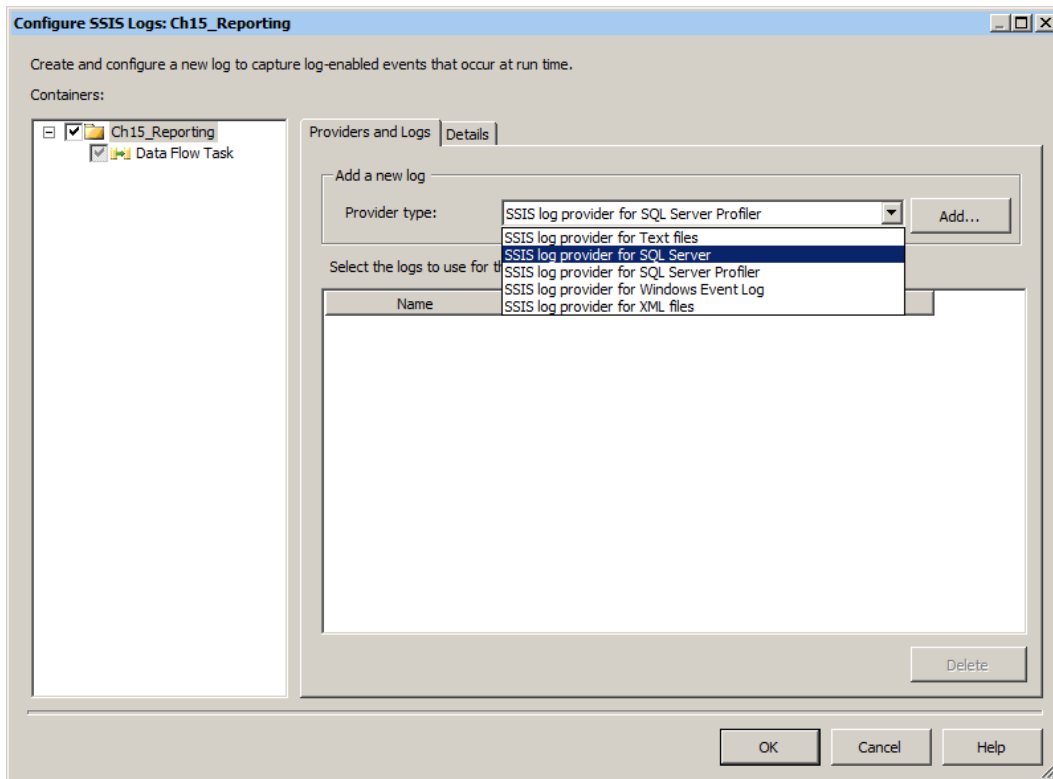 Configure SSIS Logs: Ch15_Reporting
Create and configure a new log to capture log-enabled events that occur at run time.
Containers:
Ch15_Reporting
Data Flow Task
Providers and Logs
Details
Add a new log
Provider type:
SSIS log provider for SQL Server Profiler
Add...
SSIS log provider for Text files
SSIS log provider for SQL Server
SSIS log provider for SQL Server Profiler
SSIS log provider for Windows Event Log
SSIS log provider for XML files
Select the logs to use for
Name
Delete
OK
Cancel
Help